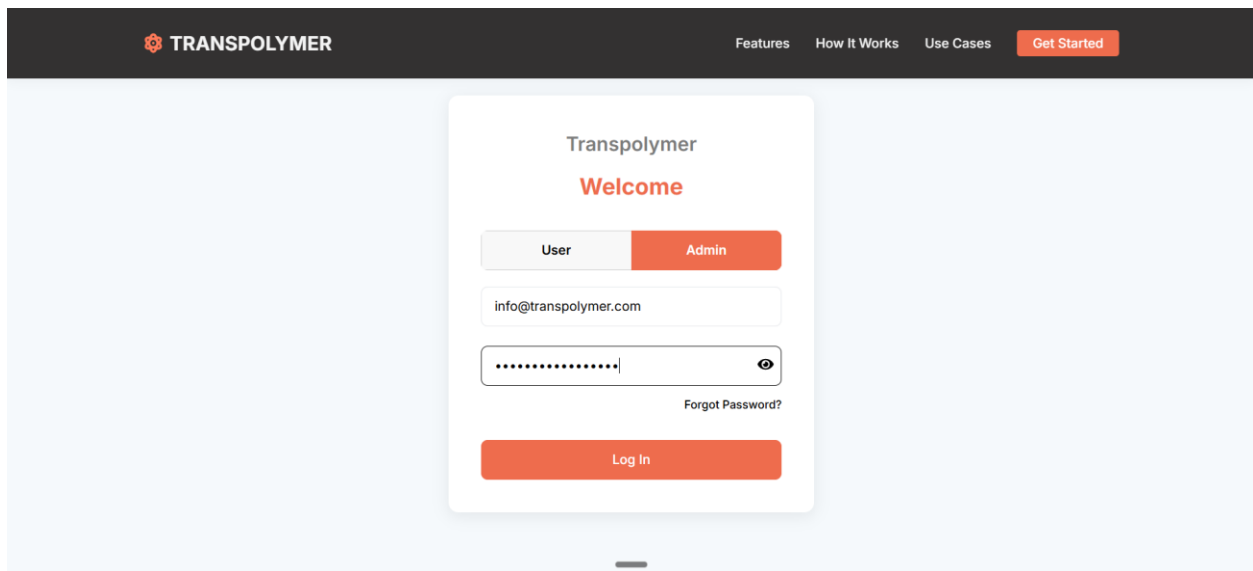 TRANSPOLYMER Features How It Works Use Cases Get Started
Transpolymer
Welcome
User Admin
info@transpolymer.com
•••••••••••••••••
Forgot Password?
Log In